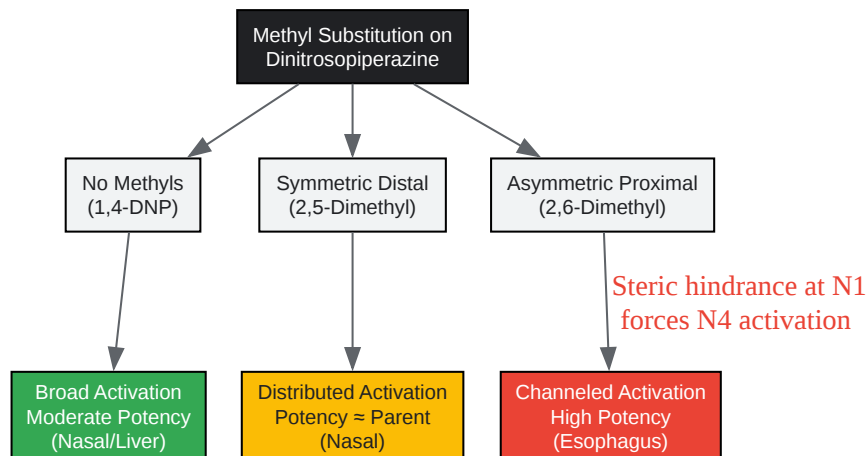 Methyl Substitution on
Dinitrosopiperazine
No Methyls
(1,4-DNP)
Symmetric Distal
(2,5-Dimethyl)
Asymmetric Proximal
(2,6-Dimethyl)
Steric hindrance at N1
forces N4 activation
Broad Activation
Moderate Potency
(Nasal/Liver)
Distributed Activation
Potency ≈ Parent
(Nasal)
Channeled Activation
High Potency
(Esophagus)